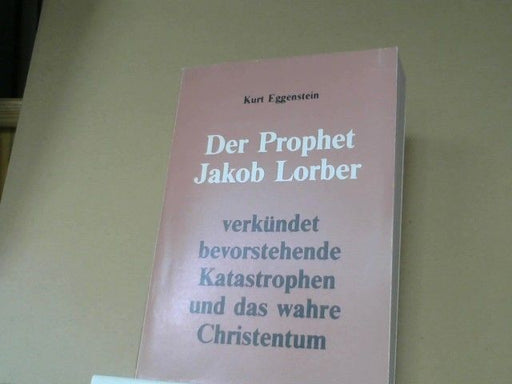 Kurt Eggenstein
Der Prophet
Jakob Lorber
verkündet
bevorstehende
Katastrophen
und das wahre
Christentum